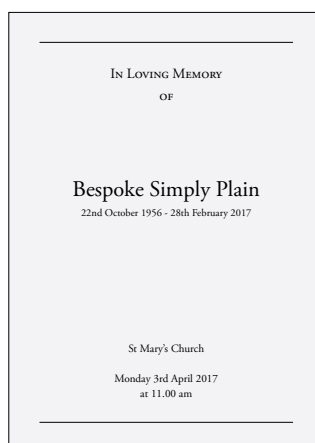 In Loving Memory
of
Bespoke Simply Plain
22nd October 1956 - 28th February 2017
St Mary's Church
Monday 3rd April 2017
at 11.00 am